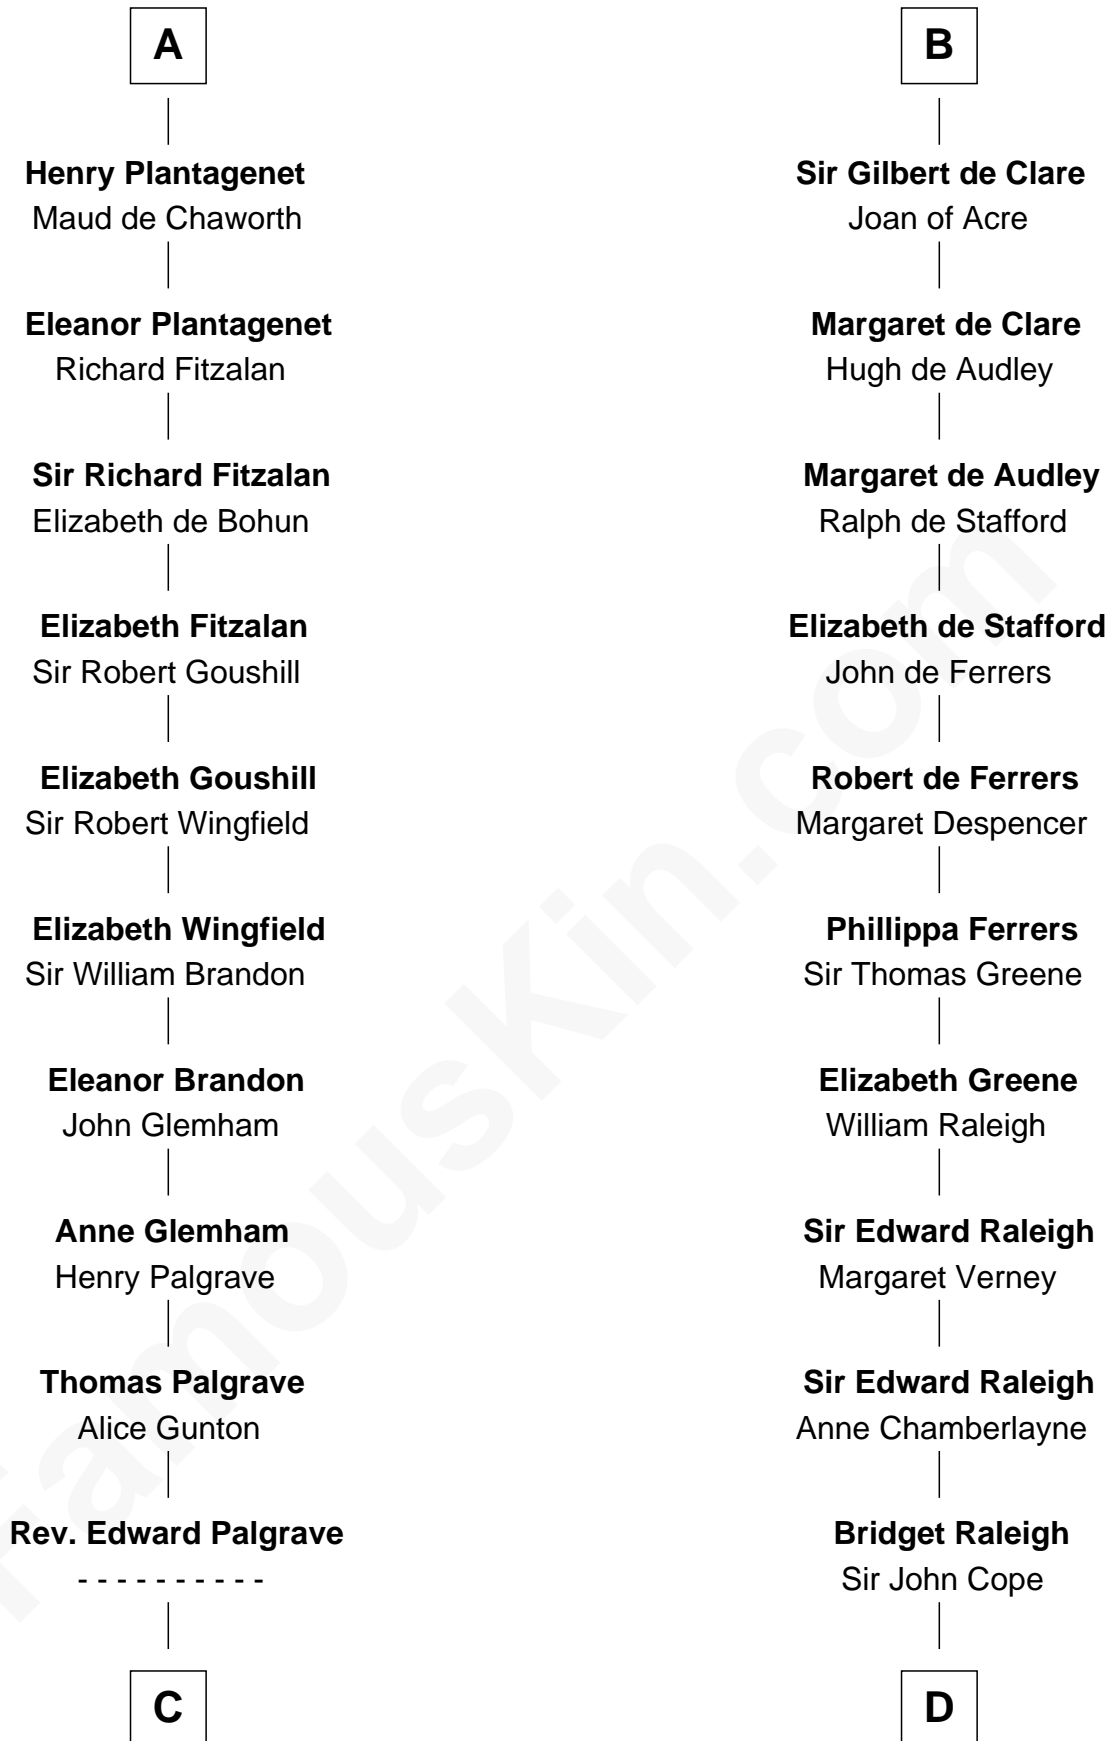 A
Henry Plantagenet
Maud de Chaworth
Eleanor Plantagenet
Richard Fitzalan
Sir Richard Fitzalan
Elizabeth de Bohun
Elizabeth Fitzalan
Sir Robert Goushill
Elizabeth Goushill
Sir Robert Wingfield
Elizabeth Wingfield
Sir William Brandon
Eleanor Brandon
John Glemham
Anne Glemham
Henry Palgrave
Thomas Palgrave
Alice Gunton
Rev. Edward Palgrave
- - - - - - - - - -
C
B
Sir Gilbert de Clare
Joan of Acre
Margaret de Clare
Hugh de Audley
Margaret de Audley
Ralph de Stafford
Elizabeth de Stafford
John de Ferrers
Robert de Ferrers
Margaret Despencer
Phillippa Ferrers
Sir Thomas Greene
Elizabeth Greene
William Raleigh
Sir Edward Raleigh
Margaret Verney
Sir Edward Raleigh
Anne Chamberlayne
Bridget Raleigh
Sir John Cope
D
FamousKin.com